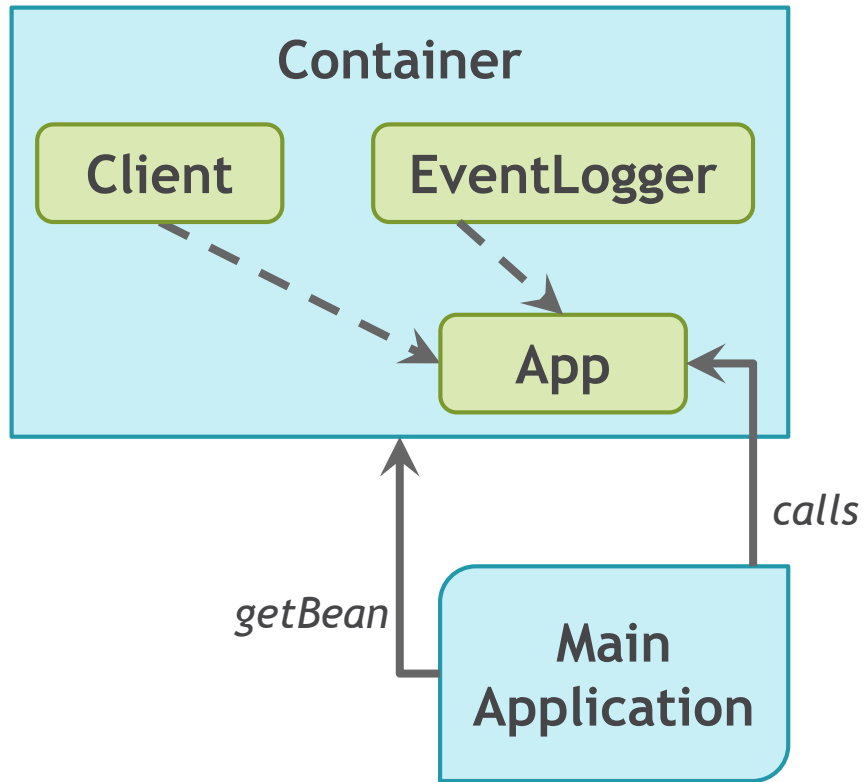 Container
Client
EventLogger
App
calls
getBean
Main
Application